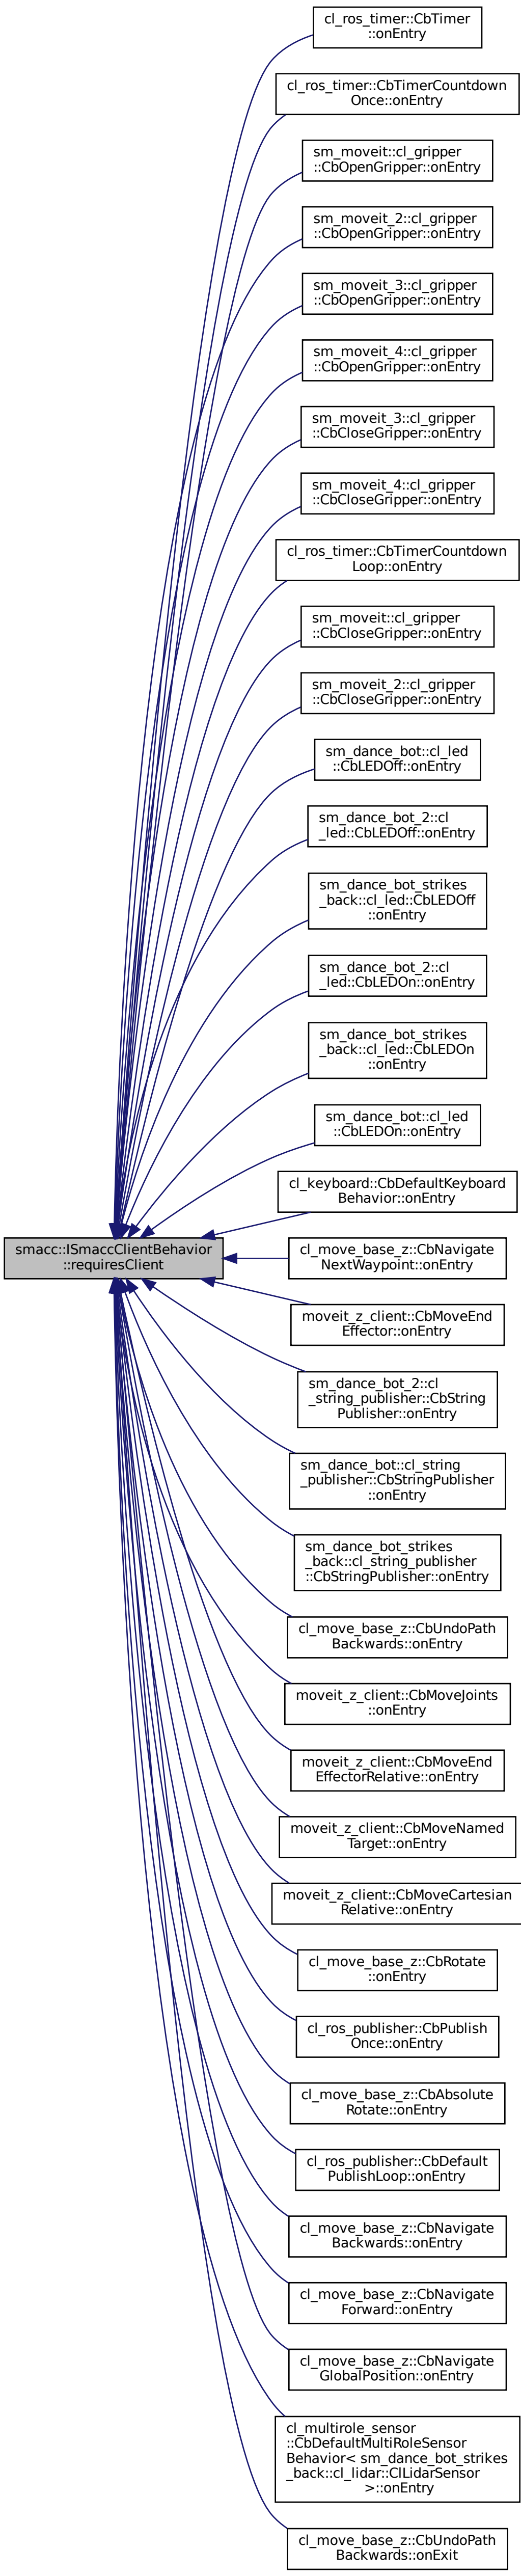 cl_ros_timer::CbTimer
::onEntry
cl_ros_timer::CbTimerCountdown
Once::onEntry
sm_moveit::cl_gripper
::CbOpenGripper::onEntry
sm_moveit_2::cl_gripper
::CbOpenGripper::onEntry
sm_moveit_3::cl_gripper
::CbOpenGripper::onEntry
sm_moveit_4::cl_gripper
::CbOpenGripper::onEntry
sm_moveit_3::cl_gripper
::CbCloseGripper::onEntry
sm_moveit_4::cl_gripper
::CbCloseGripper::onEntry
cl_ros_timer::CbTimerCountdown
Loop::onEntry
sm_moveit::cl_gripper
::CbCloseGripper::onEntry
sm_moveit_2::cl_gripper
::CbCloseGripper::onEntry
sm_dance_bot::cl_led
::CbLEDOff::onEntry
sm_dance_bot_2::cl
_led::CbLEDOff::onEntry
sm_dance_bot_strikes
_back::cl_led::CbLEDOff
::onEntry
sm_dance_bot_2::cl
_led::CbLEDOn::onEntry
sm_dance_bot_strikes
_back::cl_led::CbLEDOn
::onEntry
sm_dance_bot::cl_led
::CbLEDOn::onEntry
cl_keyboard::CbDefaultKeyboard
Behavior::onEntry
smacc::ISmaccClientBehavior
::requiresClient
cl_move_base_z::CbNavigate
NextWaypoint::onEntry
moveit_z_client::CbMoveEnd
Effector::onEntry
sm_dance_bot_2::cl
_string_publisher::CbString
Publisher::onEntry
sm_dance_bot::cl_string
_publisher::CbStringPublisher
::onEntry
sm_dance_bot_strikes
_back::cl_string_publisher
::CbStringPublisher::onEntry
cl_move_base_z::CbUndoPath
Backwards::onEntry
moveit_z_client::CbMoveJoints
::onEntry
moveit_z_client::CbMoveEnd
EffectorRelative::onEntry
moveit_z_client::CbMoveNamed
Target::onEntry
moveit_z_client::CbMoveCartesian
Relative::onEntry
cl_move_base_z::CbRotate
::onEntry
cl_ros_publisher::CbPublish
Once::onEntry
cl_move_base_z::CbAbsolute
Rotate::onEntry
cl_ros_publisher::CbDefault
PublishLoop::onEntry
cl_move_base_z::CbNavigate
Backwards::onEntry
cl_move_base_z::CbNavigate
Forward::onEntry
cl_move_base_z::CbNavigate
GlobalPosition::onEntry
cl_multirole_sensor
::CbDefaultMultiRoleSensor
Behavior< sm_dance_bot_strikes
_back::cl_lidar::ClLidarSensor
>::onEntry
cl_move_base_z::CbUndoPath
Backwards::onExit